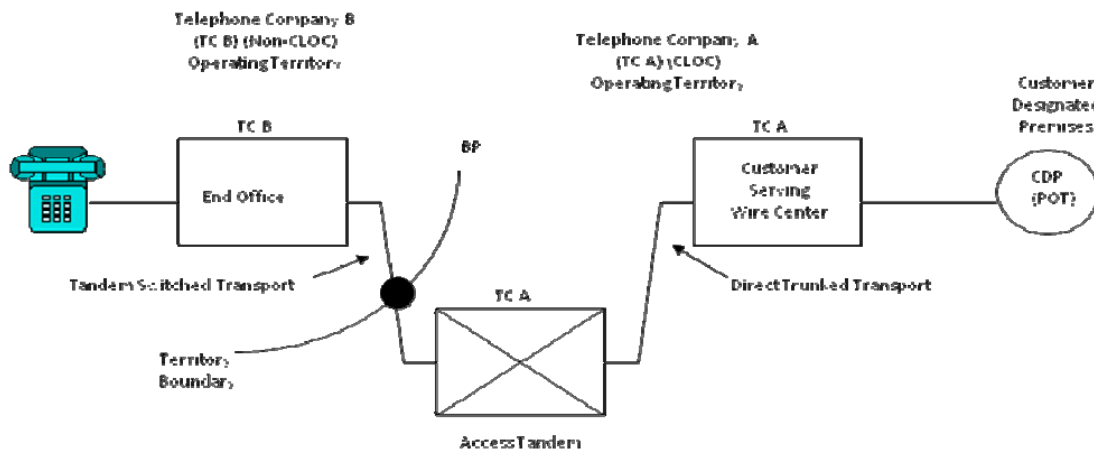 Telephone Company B
(TC B) (Non-CLOC)
Operating Territory
Telephone Company A
(TC A) (CLOC)
Operating Territory
Customer
Designated
Premises
TC B
End Office
BP
TC A
Customer
Serving
Wire Center
CDP
(POT)
Tandem Switched Transport
Direct Trunked Transport
TC A
Territory
Boundary
Access Tandem